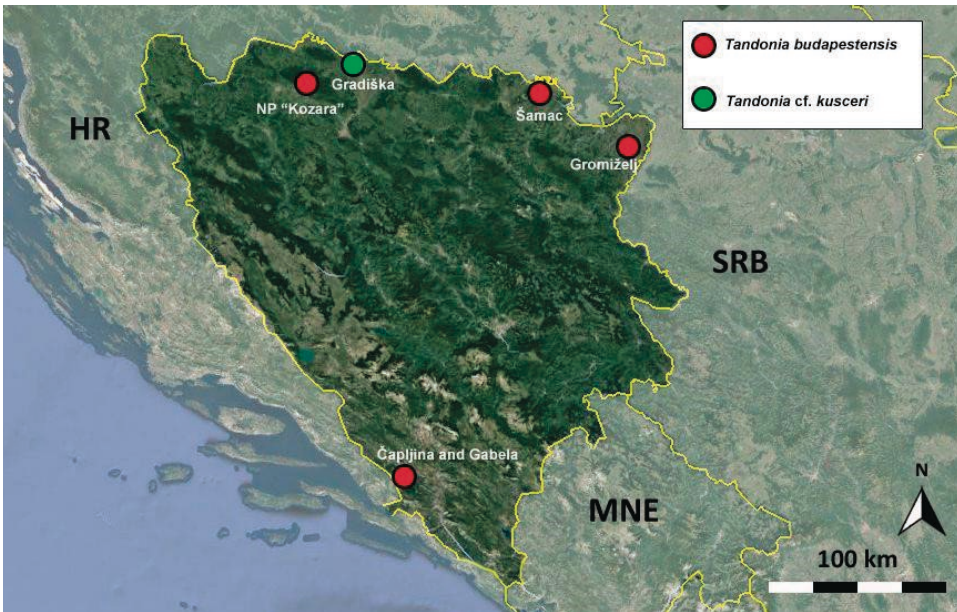 Tandonia budapestensis
Tandonia cf. kusceri
Gradiška
NP “Kozara”
Šamac
HR
Gromiželj
SRB
Čapljina and Gabela
N
MNE
100 km